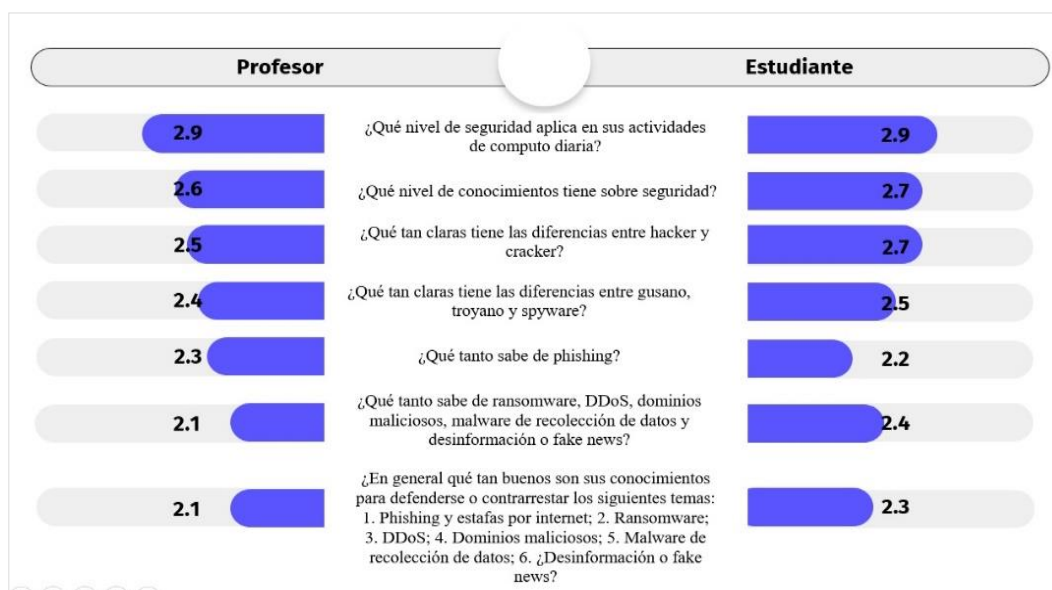 Profesor
Estudiante
2.9
¿Qué nivel de seguridad aplica en sus actividades
de computo diaria?
2.9
2.6
¿Qué nivel de conocimientos tiene sobre seguridad?
2.7
2.5
¿Qué tan claras tiene las diferencias entre hacker y
cracker?
2.7
2.4
¿Qué tan claras tiene las diferencias entre gusano,
troyano y spyware?
2.5
2.3
¿Qué tanto sabe de phishing?
2.2
2.1
¿Qué tanto sabe de ransomware, DDoS, dominios
maliciosos, malware de recolección de datos y
desinformación o fake news?
2.4
2.1
¿En general qué tan buenos son sus conocimientos
para defenderse o contrarrestar los siguientes temas:
1. Phishing y estafas por internet; 2. Ransomware;
3. DDoS; 4. Dominios maliciosos; 5. Malware de
recolección de datos; 6. ¿Desinformación o fake
news?
2.3